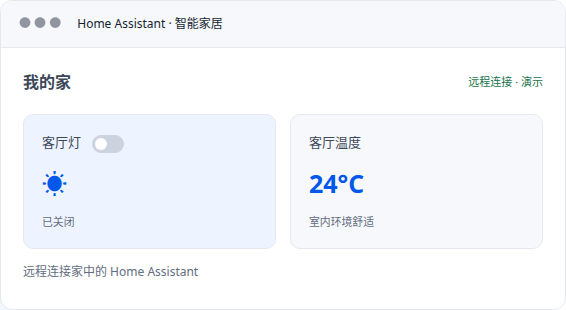 Home Assistant · 智能家居
我的家
远程连接 · 演示
客厅灯
已关闭
客厅温度
24°C
室内环境舒适
远程连接家中的 Home Assistant